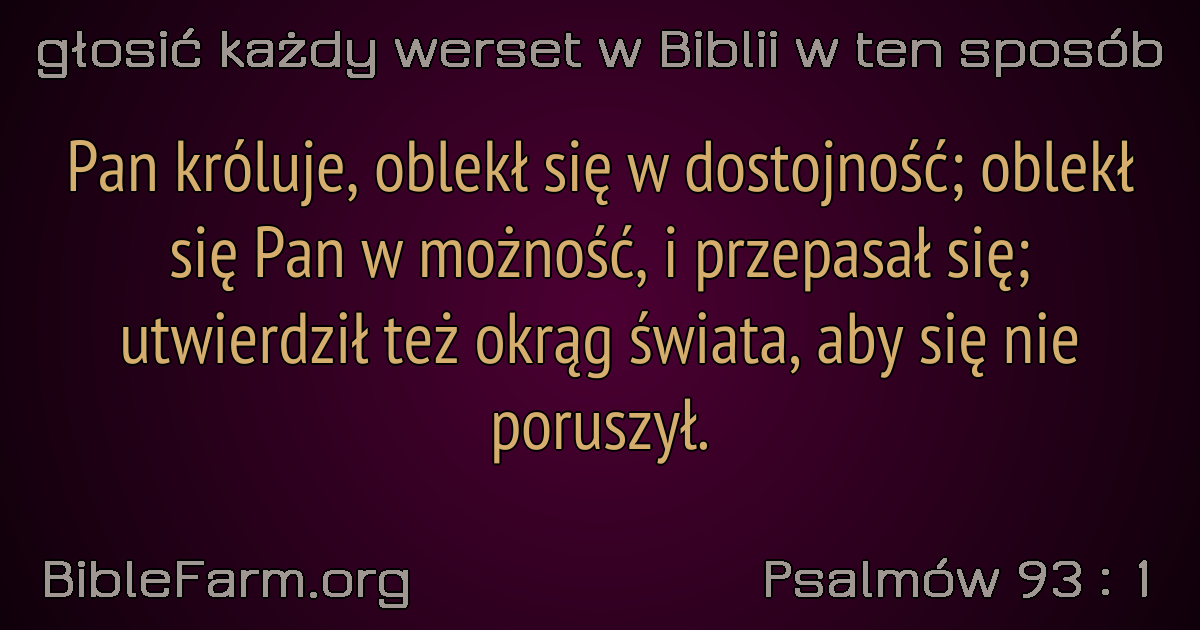 głosić każdy werset w Biblii w ten sposób
Pan króluje, oblekł się w dostojność; oblekł
się Pan w możność, i przepasał się;
utwierdził też okrąg świata, aby się nie
poruszył.
BibleFarm.org
Psalmów 93 : 1